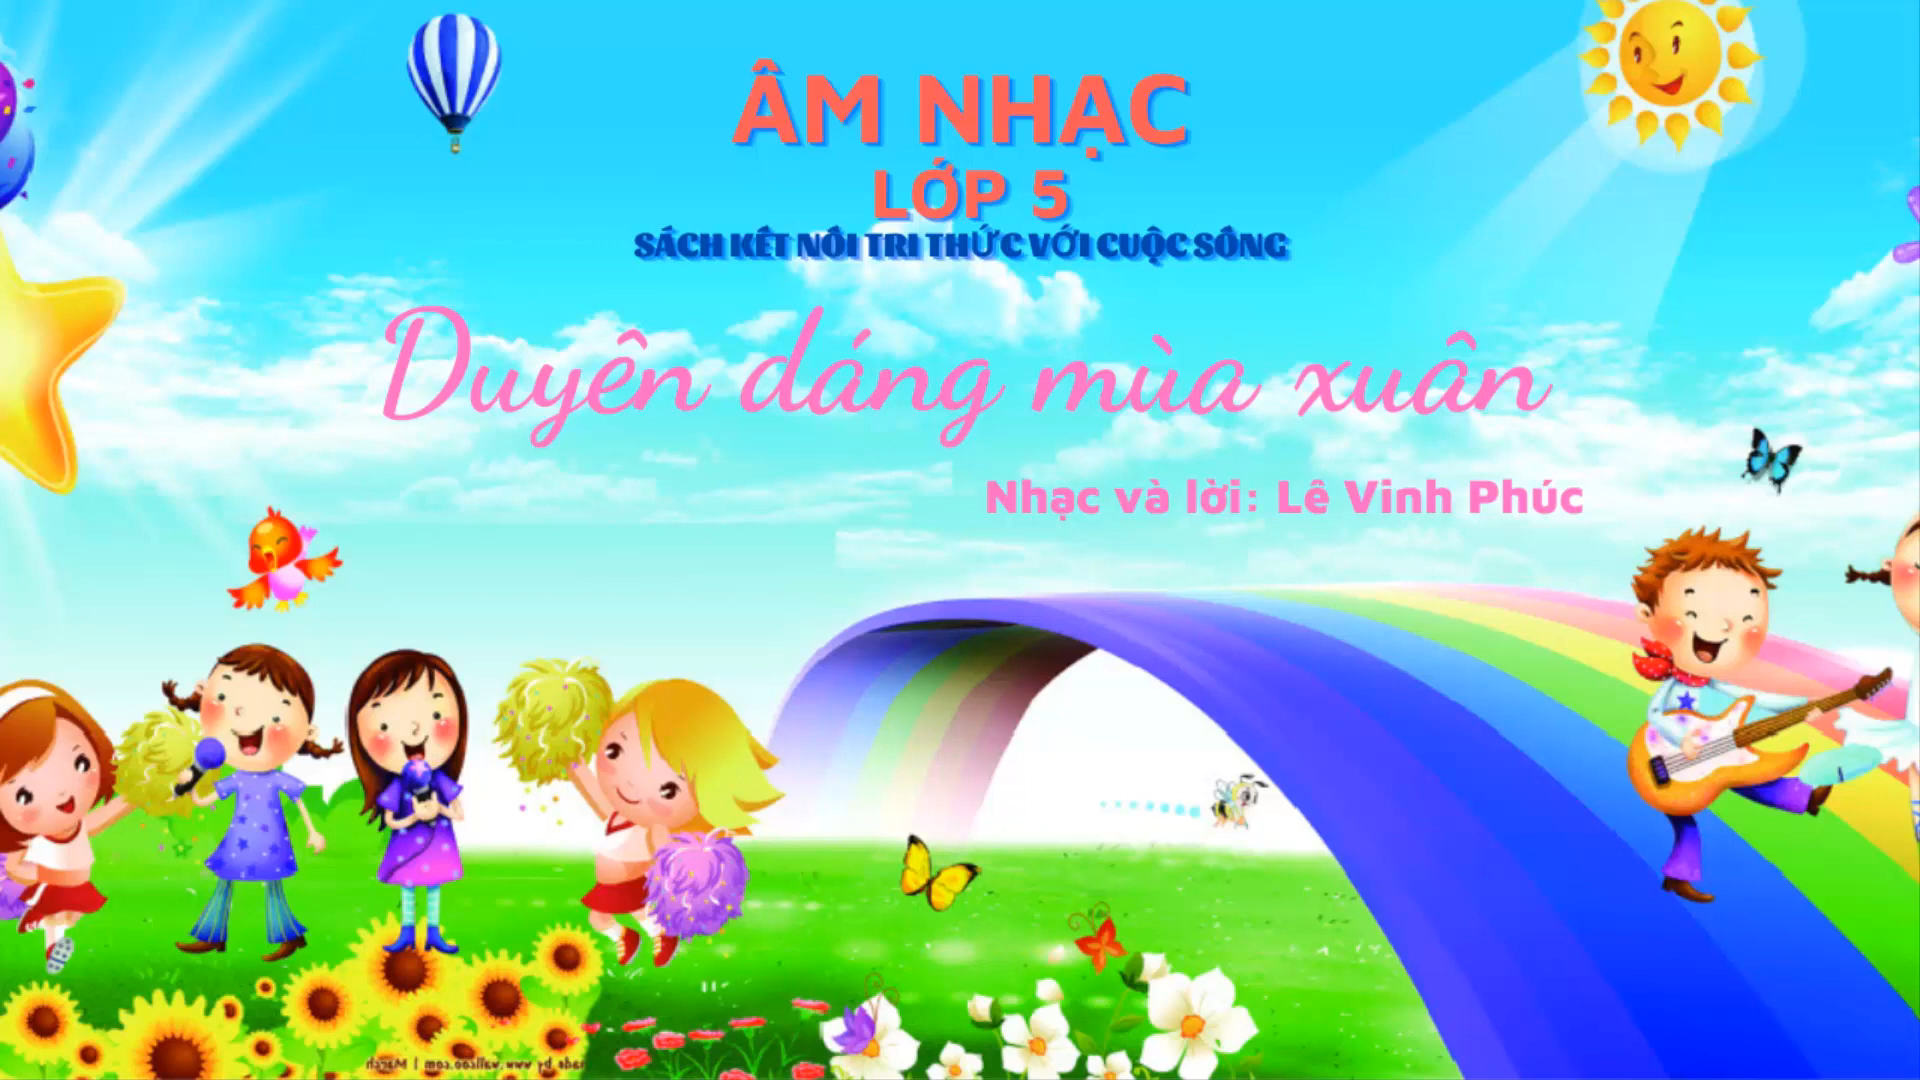 ÂM NHẠC
LỚP 5
SÁCH KẾT NỐI TRI THỨC VỚI CUỘC SỐNG
Duyên dáng mùa xuân
Nhạc và lời: Lê Vinh Phúc